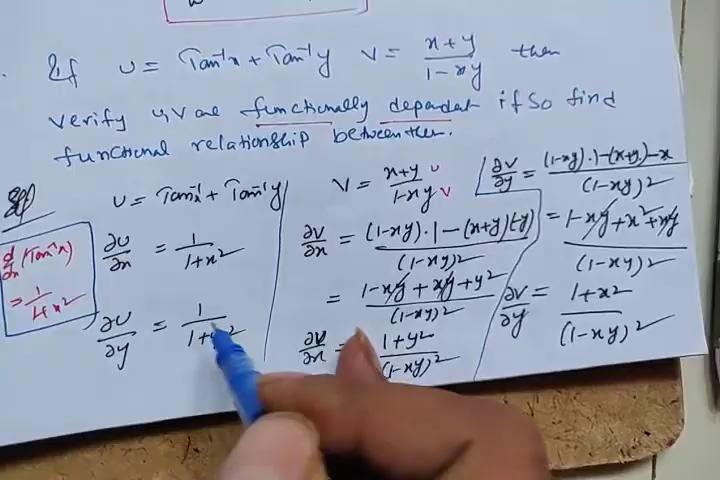 If u = Tan⁻¹x + Tan⁻¹y V = x+y / 1-xy then
verify u,v are functionally dependat if so find
functional relationship between them.
Sol
u = Tan⁻¹x + Tan⁻¹y
d/dx (Tan⁻¹x)
= 1 / 1+x²
∂u/∂x = 1 / 1+x²
∂u/∂y = 1 / 1+y²
V = x+y / 1-xy u v
∂v/∂x = (1-xy).1-(x+y)(-y) / (1-xy)²
= 1-xy+xy+y² / (1-xy)²
∂v/∂x = 1+y² / (1-xy)²
∂v/∂y = (1-xy).1-(x+y).-x / (1-xy)²
= 1-xy+x²+xy / (1-xy)²
∂v/∂y = 1+x² / (1-xy)²